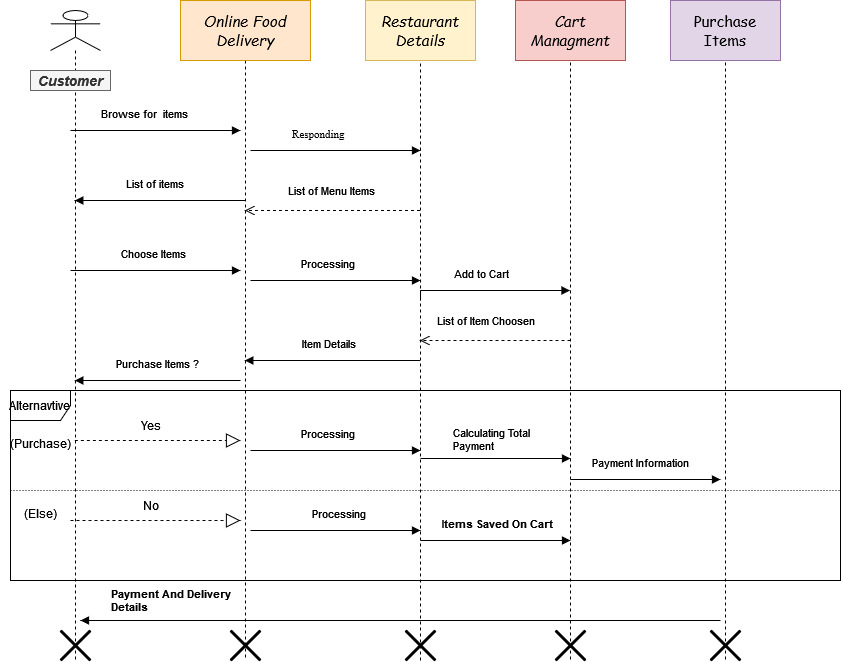 Online Food
Delivery
Restaurant
Details
Cart
Managment
Purchase
Items
Customer
Browse for items
Responding
List of items
List of Menu Items
Choose Items
Processing
Add to Cart
List of Item Choosen
Item Details
Purchase Items ?
Alternavtive
(Purchase)
Yes
Processing
Calculating Total
Payment
Payment Information
(Else)
No
Processing
Items Saved On Cart
Payment And Delivery
Details